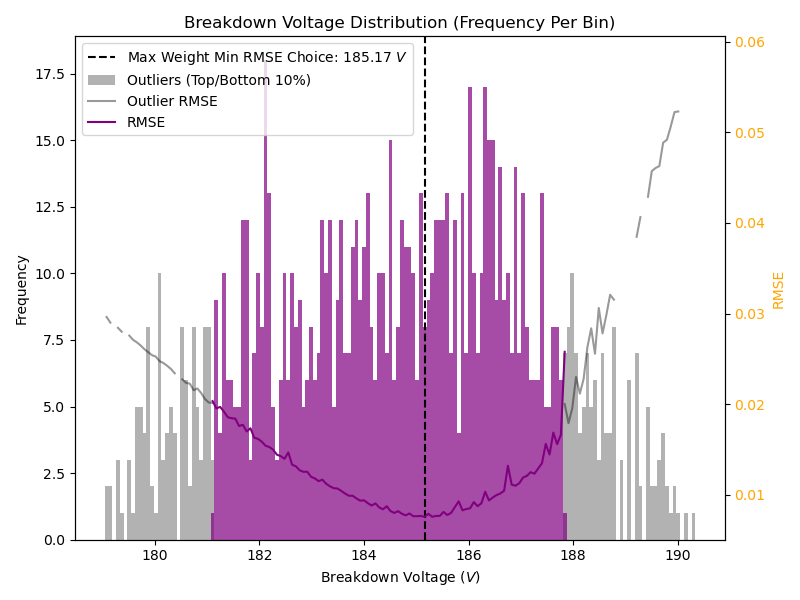 Breakdown Voltage Distribution (Frequency Per Bin)
Max Weight Min RMSE Choice: 185.17 V
Outliers (Top/Bottom 10%)
Outlier RMSE
RMSE
Frequency
17.5
15.0
12.5
10.0
7.5
5.0
2.5
0.0
180
182
184
186
188
190
Breakdown Voltage (V)
0.06
0.05
0.04
0.03
0.02
0.01
RMSE